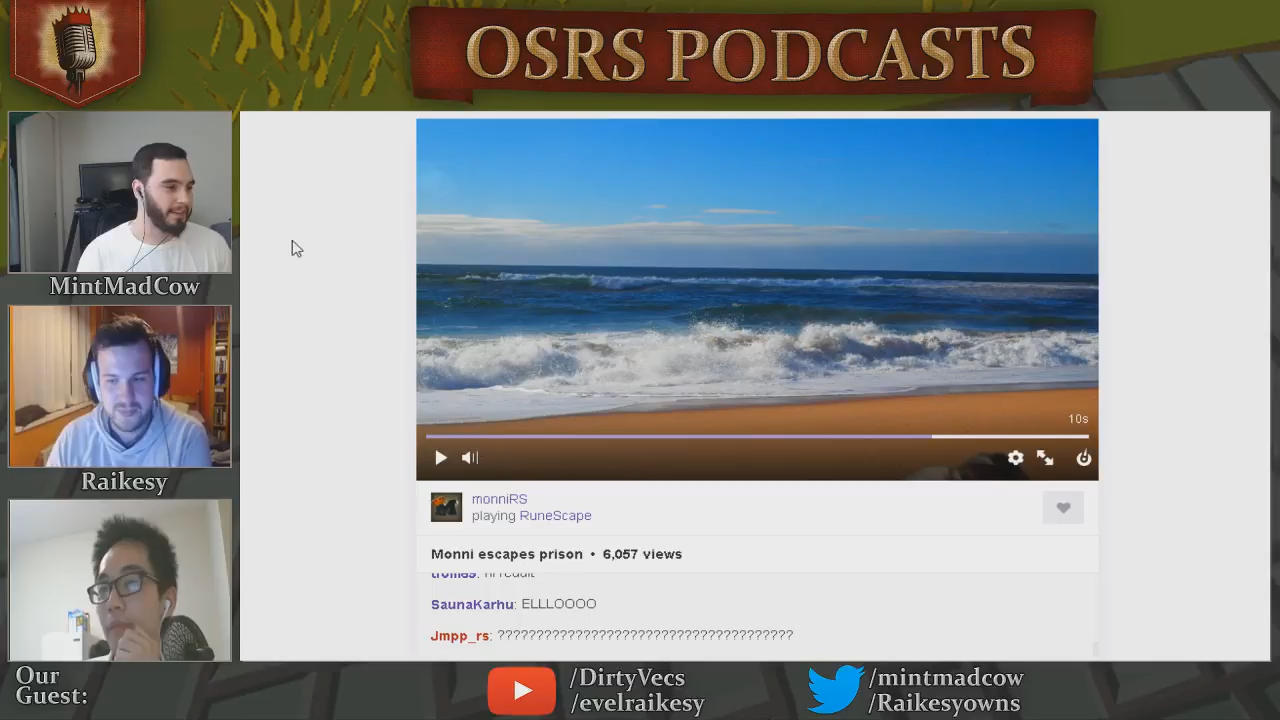 OSRS PODCASTS
MintMadCow
Raikesy
10s
monniRS
playing RuneScape
Monni escapes prison • 6,057 views
SaunaKarhu: ELLLOOOO
Jmpp_rs: ??????????????????????????????????????
Our
Guest:
/DirtyVecs
/evelraikesy
/mintmadcow
/Raikesyowns